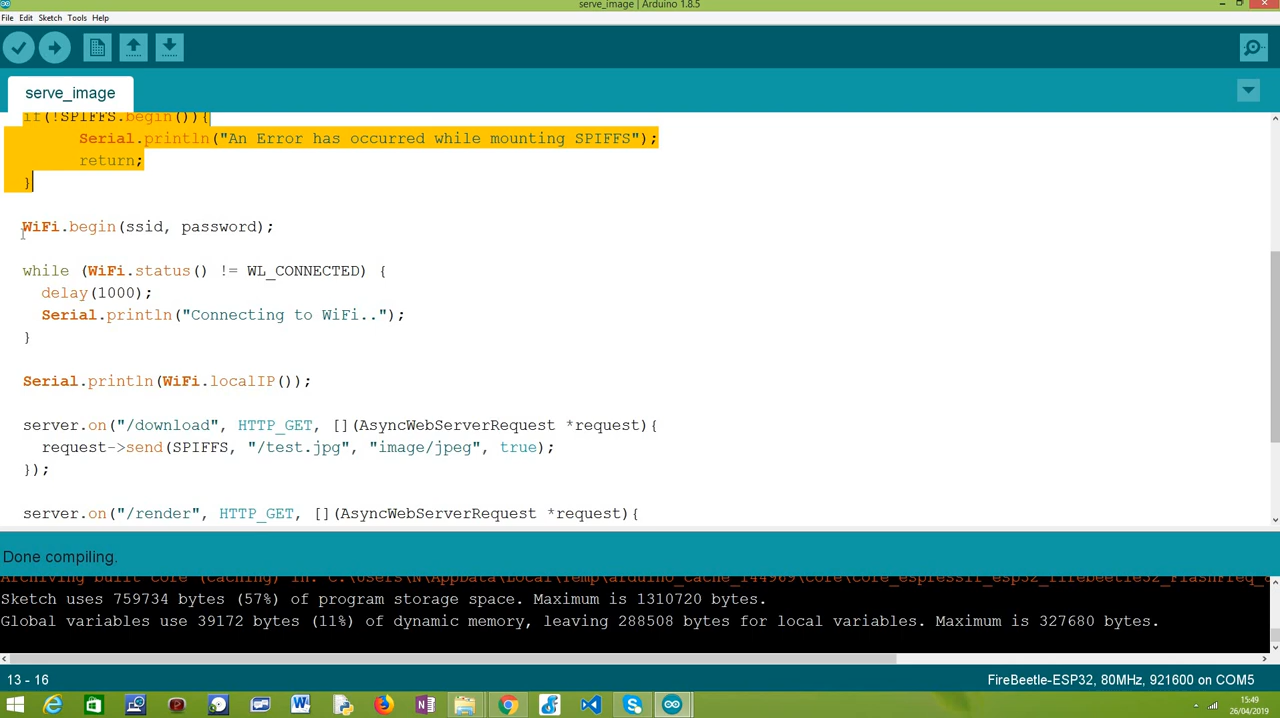 serve_image | Arduino 1.8.5
File Edit Sketch Tools Help
serve_image
if(!SPIFFS.begin()){
Serial.println("An Error has occurred while mounting SPIFFS");
return;
}
WiFi.begin(ssid, password);
while (WiFi.status() != WL_CONNECTED) {
delay(1000);
Serial.println("Connecting to WiFi..");
}
Serial.println(WiFi.localIP());
server.on("/download", HTTP_GET, [](AsyncWebServerRequest *request){
request->send(SPIFFS, "/test.jpg", "image/jpeg", true);
});
server.on("/render", HTTP_GET, [](AsyncWebServerRequest *request){
Done compiling.
Archiving built core (caching) in: C:\Users\N\AppData\Local\Temp\arduino_cache_144969\core\core_espressif_esp32_firebeetle32_FlashFreq_
Sketch uses 759734 bytes (57%) of program storage space. Maximum is 1310720 bytes.
Global variables use 39172 bytes (11%) of dynamic memory, leaving 288508 bytes for local variables. Maximum is 327680 bytes.
13 - 16
FireBeetle-ESP32, 80MHz, 921600 on COM5
15:49
26/04/2019